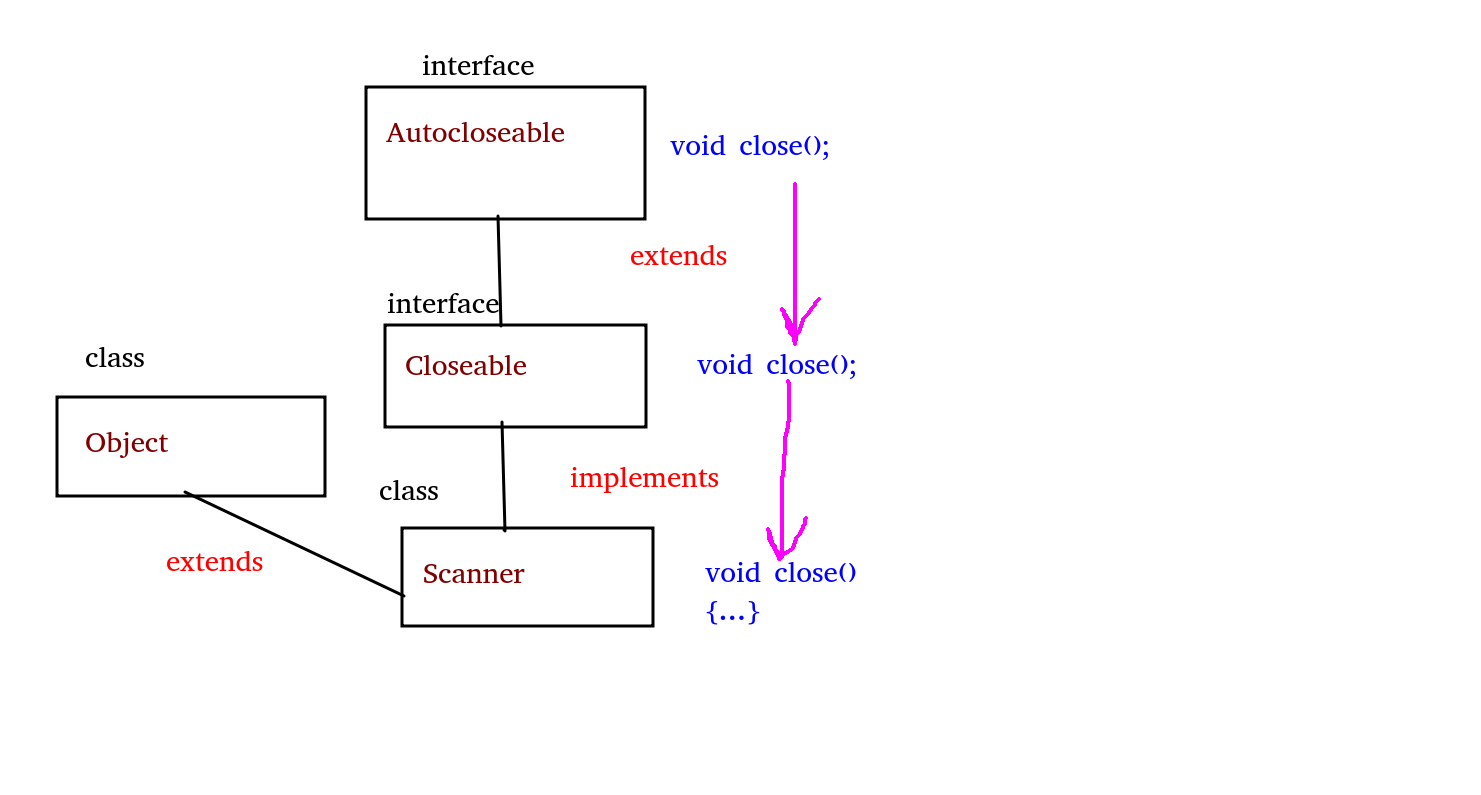 interface
Autocloseable
void close();
extends
interface
Closeable
void close();
class
Object
implements
class
extends
Scanner
void close()
{...}